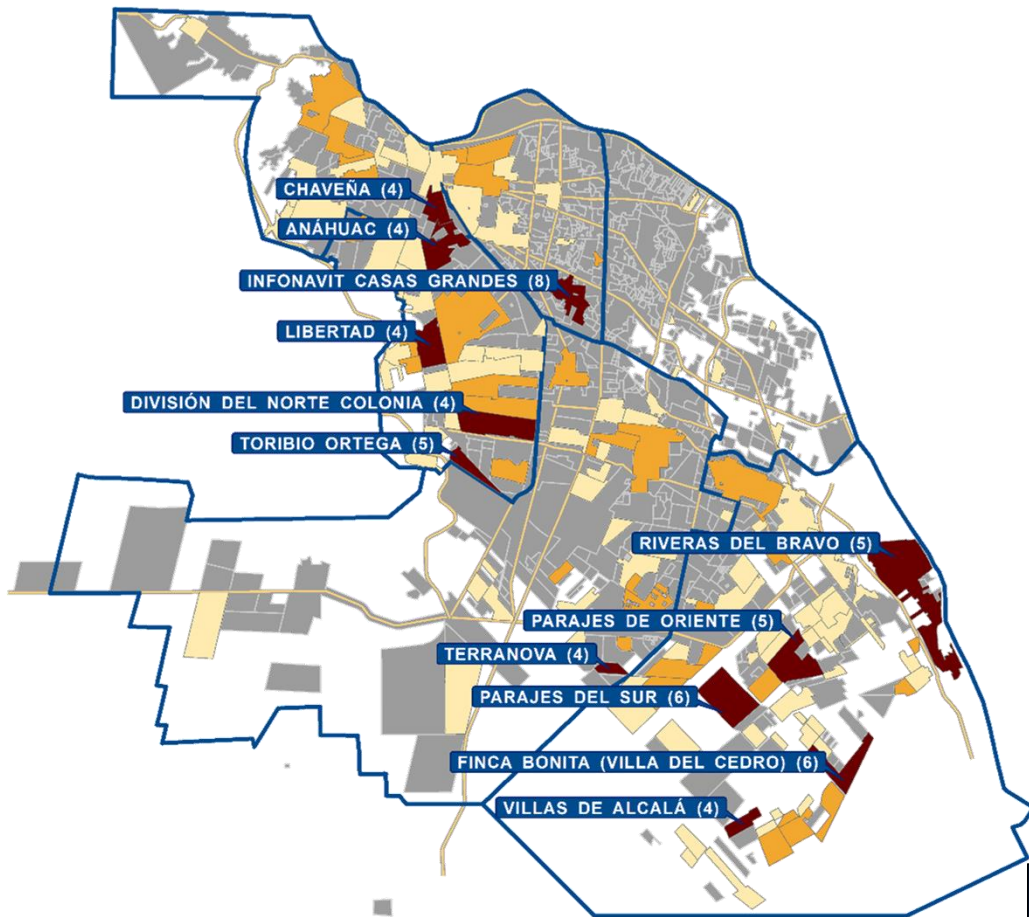 CHAVEÑA (4)
ANÁHUAC (4)
INFONAVIT CASAS GRANDES (8)
LIBERTAD (4)
DIVISIÓN DEL NORTE COLONIA (4)
TORIBIO ORTEGA (5)
RIVERAS DEL BRAVO (5)
PARAJES DE ORIENTE (5)
TERRANOVA (4)
PARAJES DEL SUR (6)
FINCA BONITA (VILLA DEL CEDRO) (6)
VILLAS DE ALCALÁ (4)